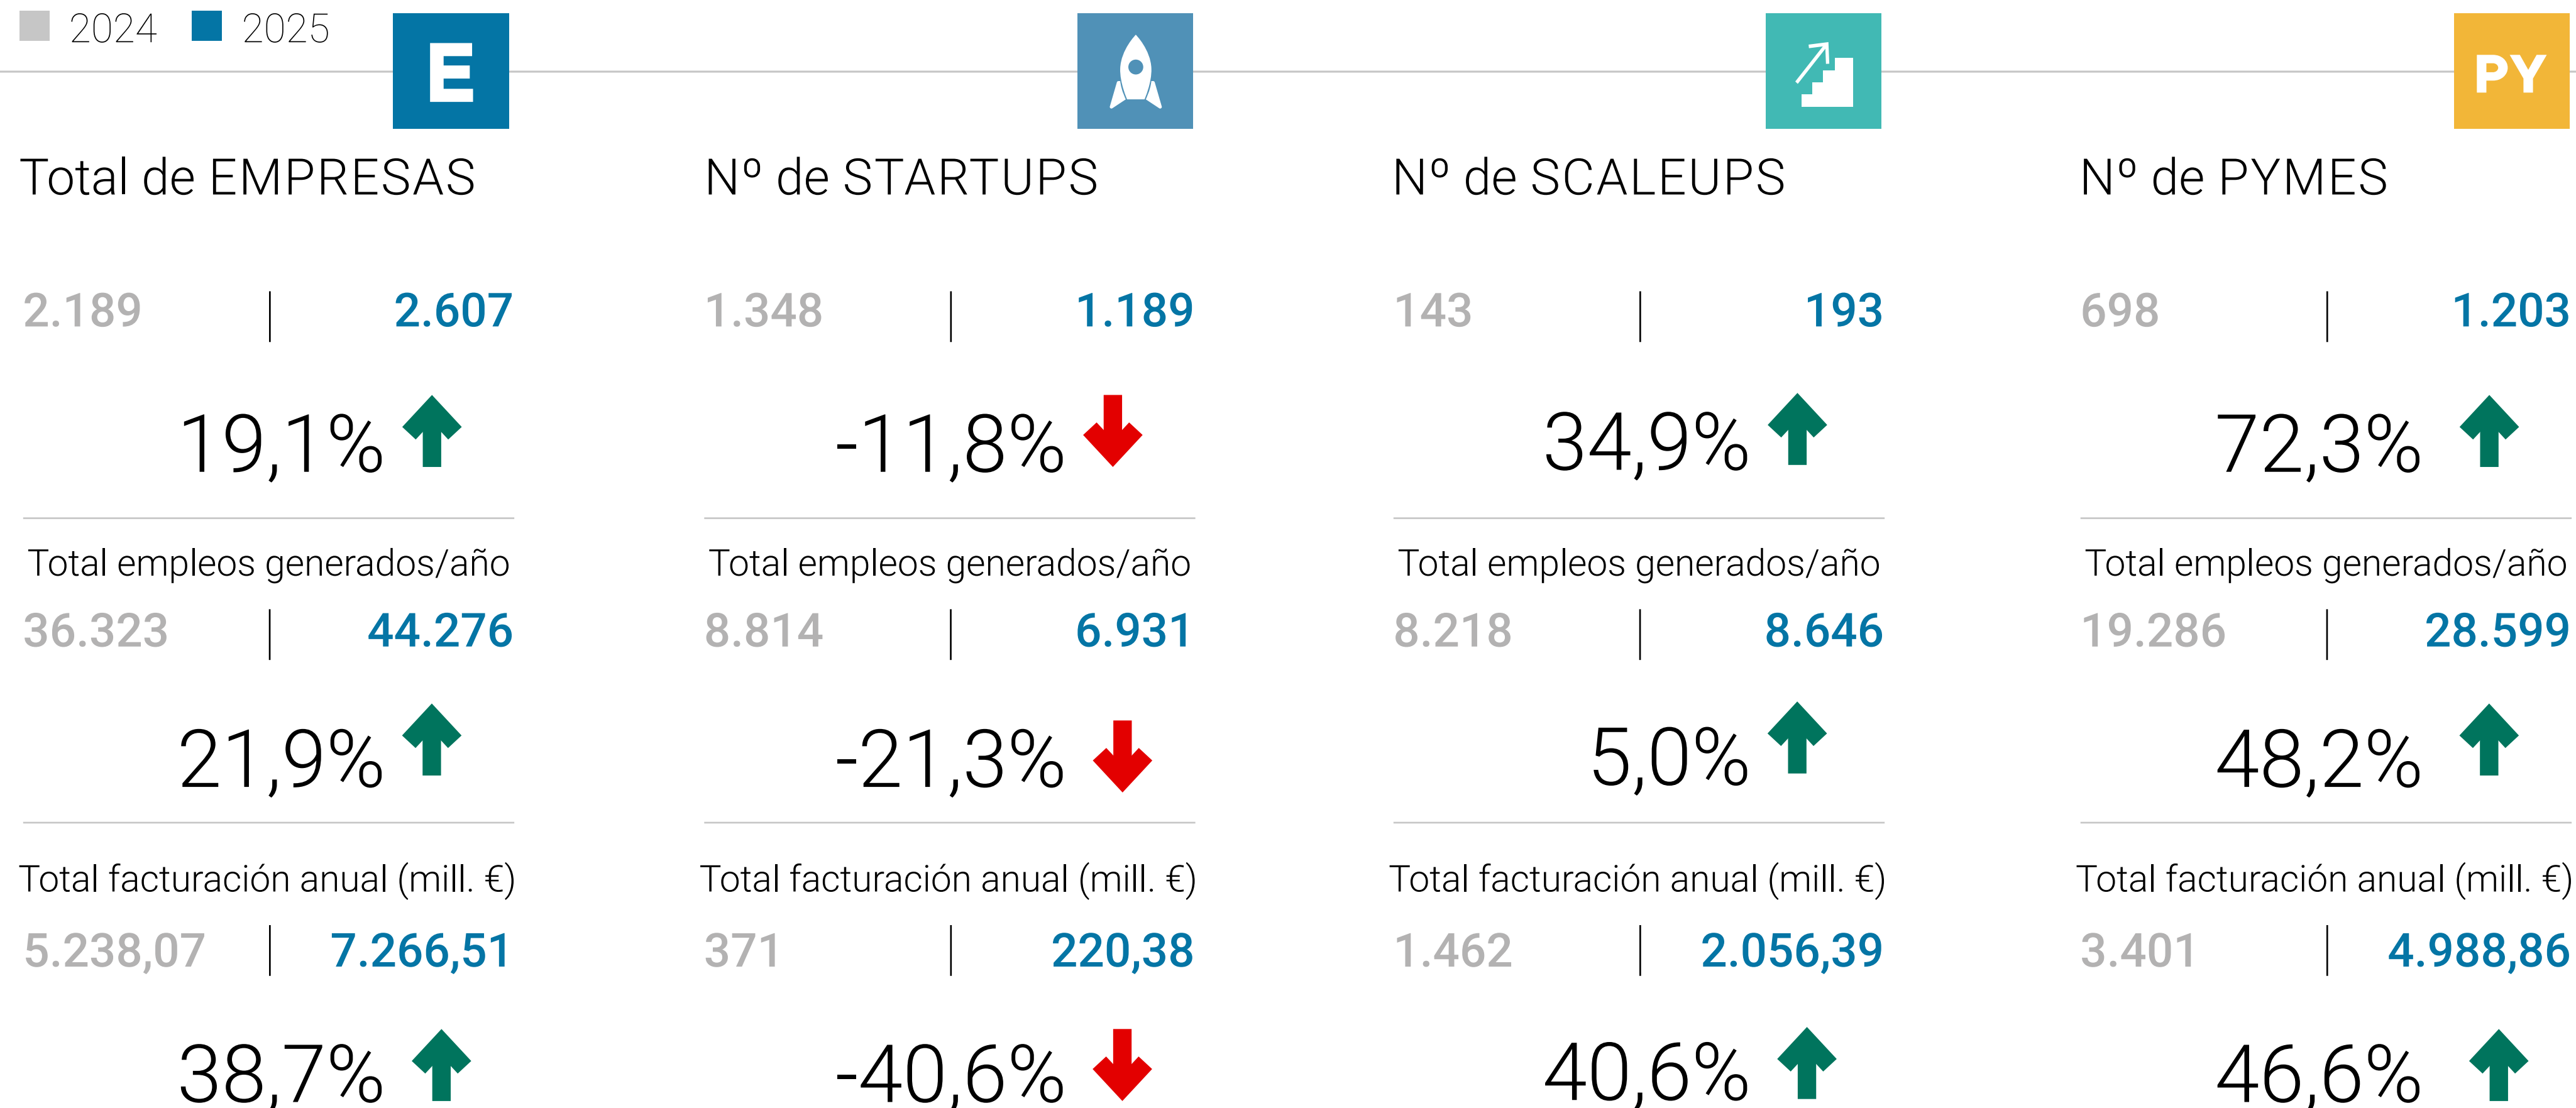 2024 2025
E
PY
Total de EMPRESAS
Nº de STARTUPS
Nº de SCALEUPS
Nº de PYMES
2.189 | 2.607
1.348 | 1.189
143 | 193
698 | 1.203
19,1%
-11,8%
34,9%
72,3%
Total empleos generados/año
Total empleos generados/año
Total empleos generados/año
Total empleos generados/año
36.323 | 44.276
8.814 | 6.931
8.218 | 8.646
19.286 | 28.599
21,9%
-21,3%
5,0%
48,2%
Total facturación anual (mill. €)
Total facturación anual (mill. €)
Total facturación anual (mill. €)
Total facturación anual (mill. €)
5.238,07 | 7.266,51
371 | 220,38
1.462 | 2.056,39
3.401 | 4.988,86
38,7%
-40,6%
40,6%
46,6%